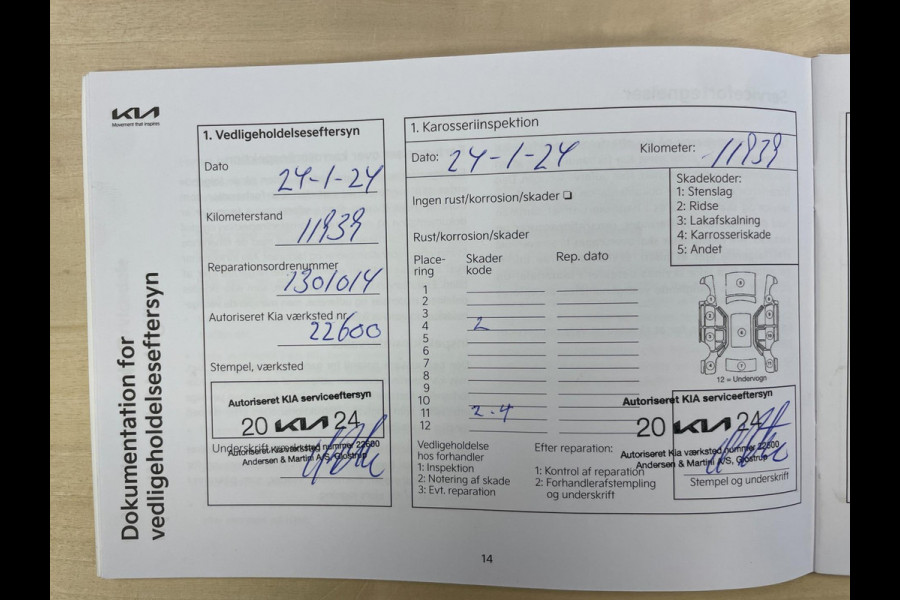 KIA
Movement that inspires
Dokumentation for
vedligeholdelseseftersyn
1. Vedligeholdelseseftersyn
Dato
24-1-24
Kilometerstand
11939
Reparationsordrenummer
1301014
Autoriseret Kia værksted nr.
22600
Stempel, værksted
Autoriseret KIA serviceeftersyn
20 KIA 24
Autoriseret Kia værksted nummer 22600
Andersen & Martini A/S, Glostrup
Underskrift værksted
1. Karosseriinspektion
Dato: 24-1-24
Kilometer: 11939
Ingen rust/korrosion/skader
Skadekoder:
1: Stenslag
2: Ridse
3: Lakafskalning
4: Karrosseriskade
5: Andet
Rust/korrosion/skader
Place-
ring
Skader
kode
Rep. dato
1
2
3
4 2
5
6
7
8
9
10
11 2-4
12
12 = Undervogn
Vedligeholdelse
hos forhandler
1: Inspektion
2: Notering af skade
3: Evt. reparation
Efter reparation:
1: Kontrol af reparation
2: Forhandlerafstempling
og underskrift
Autoriseret KIA serviceeftersyn
20 KIA 24
Autoriseret Kia værksted nummer 22600
Andersen & Martini A/S, Glostrup
Stempel og underskrift
14